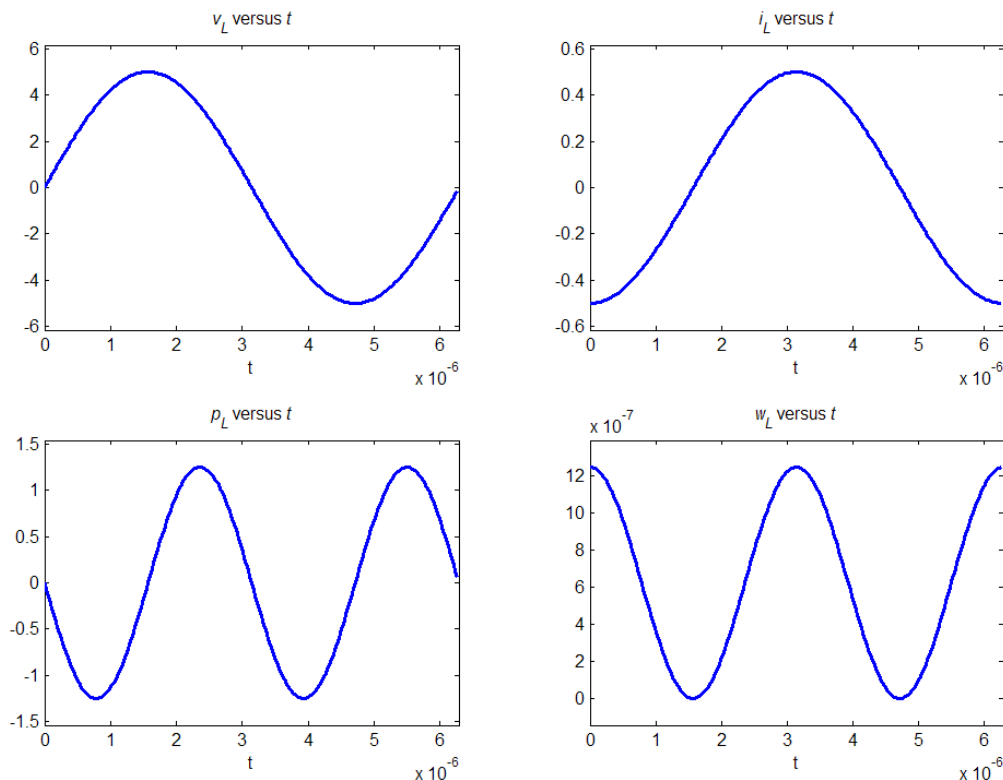 v_L versus t
6
4
2
0
-2
-4
-6
0 1 2 3 4 5 6
t
x 10^-6
i_L versus t
0.6
0.4
0.2
0
-0.2
-0.4
-0.6
0 1 2 3 4 5 6
t
x 10^-6
p_L versus t
1.5
1
0.5
0
-0.5
-1
-1.5
0 1 2 3 4 5 6
t
x 10^-6
w_L versus t
x 10^-7
12
10
8
6
4
2
0
0 1 2 3 4 5 6
t
x 10^-6